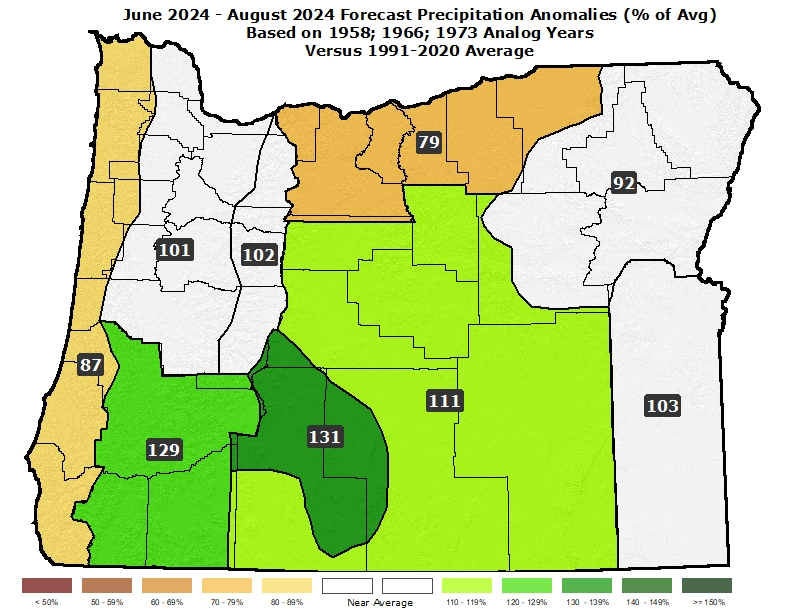 June 2024 - August 2024 Forecast Precipitation Anomalies (% of Avg)
Based on 1958; 1966; 1973 Analog Years
Versus 1991-2020 Average
79
92
101
102
87
111
103
131
129
< 50%
50 - 59%
60 - 69%
70 - 79%
80 - 89%
Near Average
110 - 119%
120 - 129%
130 - 139%
140 - 149%
>= 150%